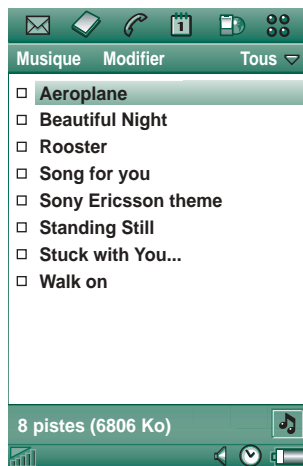 1
Musique Modifier Tous
Aeroplane
Beautiful Night
Rooster
Song for you
Sony Ericsson theme
Standing Still
Stuck with You...
Walk on
8 pistes (6806 Ko)